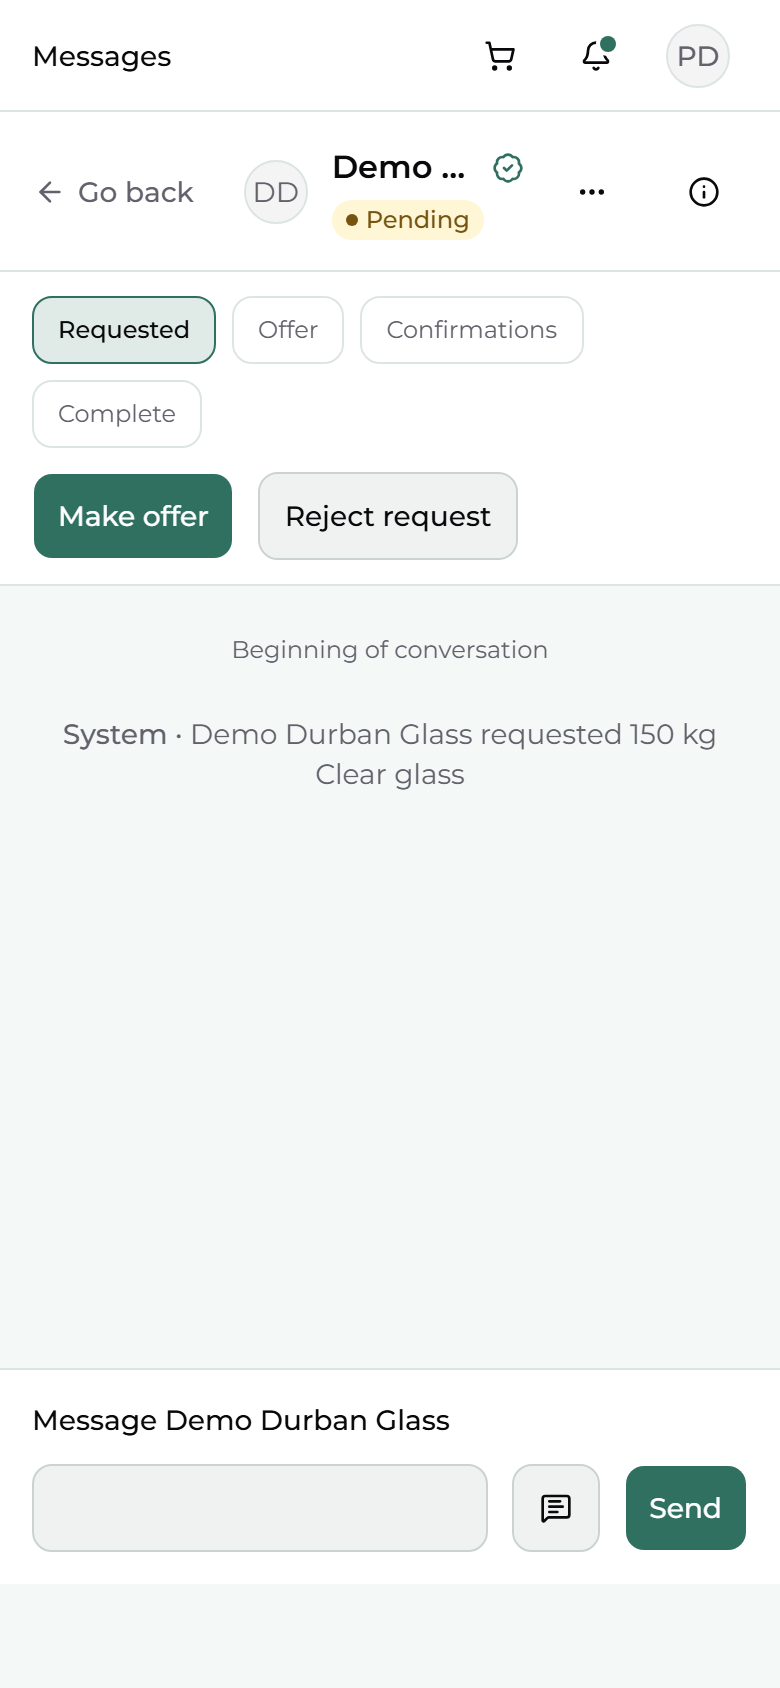 Messages
PD
Go back
DD
Demo ...
Pending
Requested
Offer
Confirmations
Complete
Make offer
Reject request
Beginning of conversation
System · Demo Durban Glass requested 150 kg
Clear glass
Message Demo Durban Glass
Send